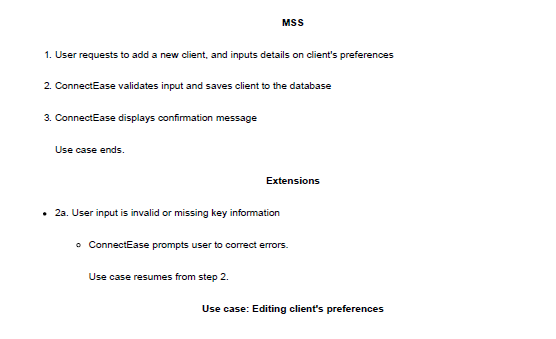 MSS
1. User requests to add a new client, and inputs details on client's preferences
2. ConnectEase validates input and saves client to the database
3. ConnectEase displays confirmation message
Use case ends.
Extensions
• 2a. User input is invalid or missing key information
o ConnectEase prompts user to correct errors.
Use case resumes from step 2.
Use case: Editing client's preferences